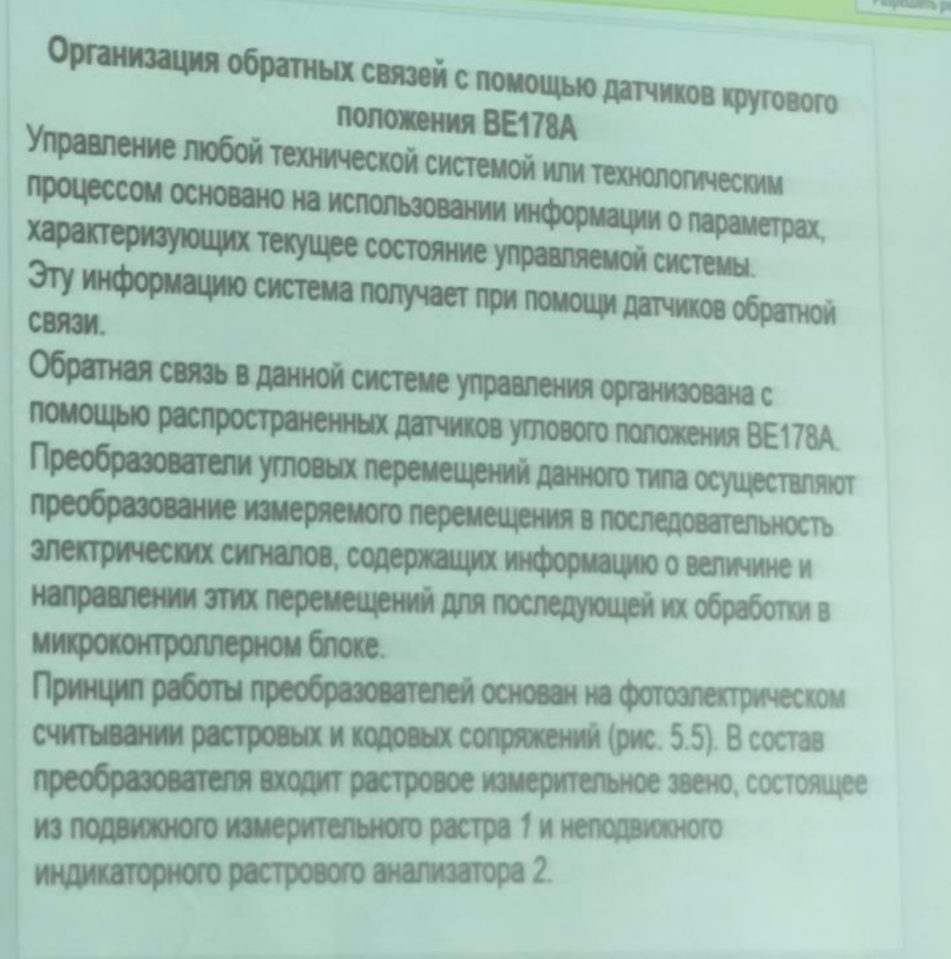 Разрешить
Организация обратных связей с помощью датчиков кругового
положения ВЕ178А
Управление любой технической системой или технологическим
процессом основано на использовании информации о параметрах,
характеризующих текущее состояние управляемой системы.
Эту информацию система получает при помощи датчиков обратной
связи.
Обратная связь в данной системе управления организована с
помощью распространенных датчиков углового положения ВЕ178А.
Преобразователи угловых перемещений данного типа осуществляют
преобразование измеряемого перемещения в последовательность
электрических сигналов, содержащих информацию о величине и
направлении этих перемещений для последующей их обработки в
микроконтроллерном блоке.
Принцип работы преобразователей основан на фотоэлектрическом
считывании растровых и кодовых сопряжений (рис. 5.5). В состав
преобразователя входит растровое измерительное звено, состоящее
из подвижного измерительного растра 1 и неподвижного
индикаторного растрового анализатора 2.